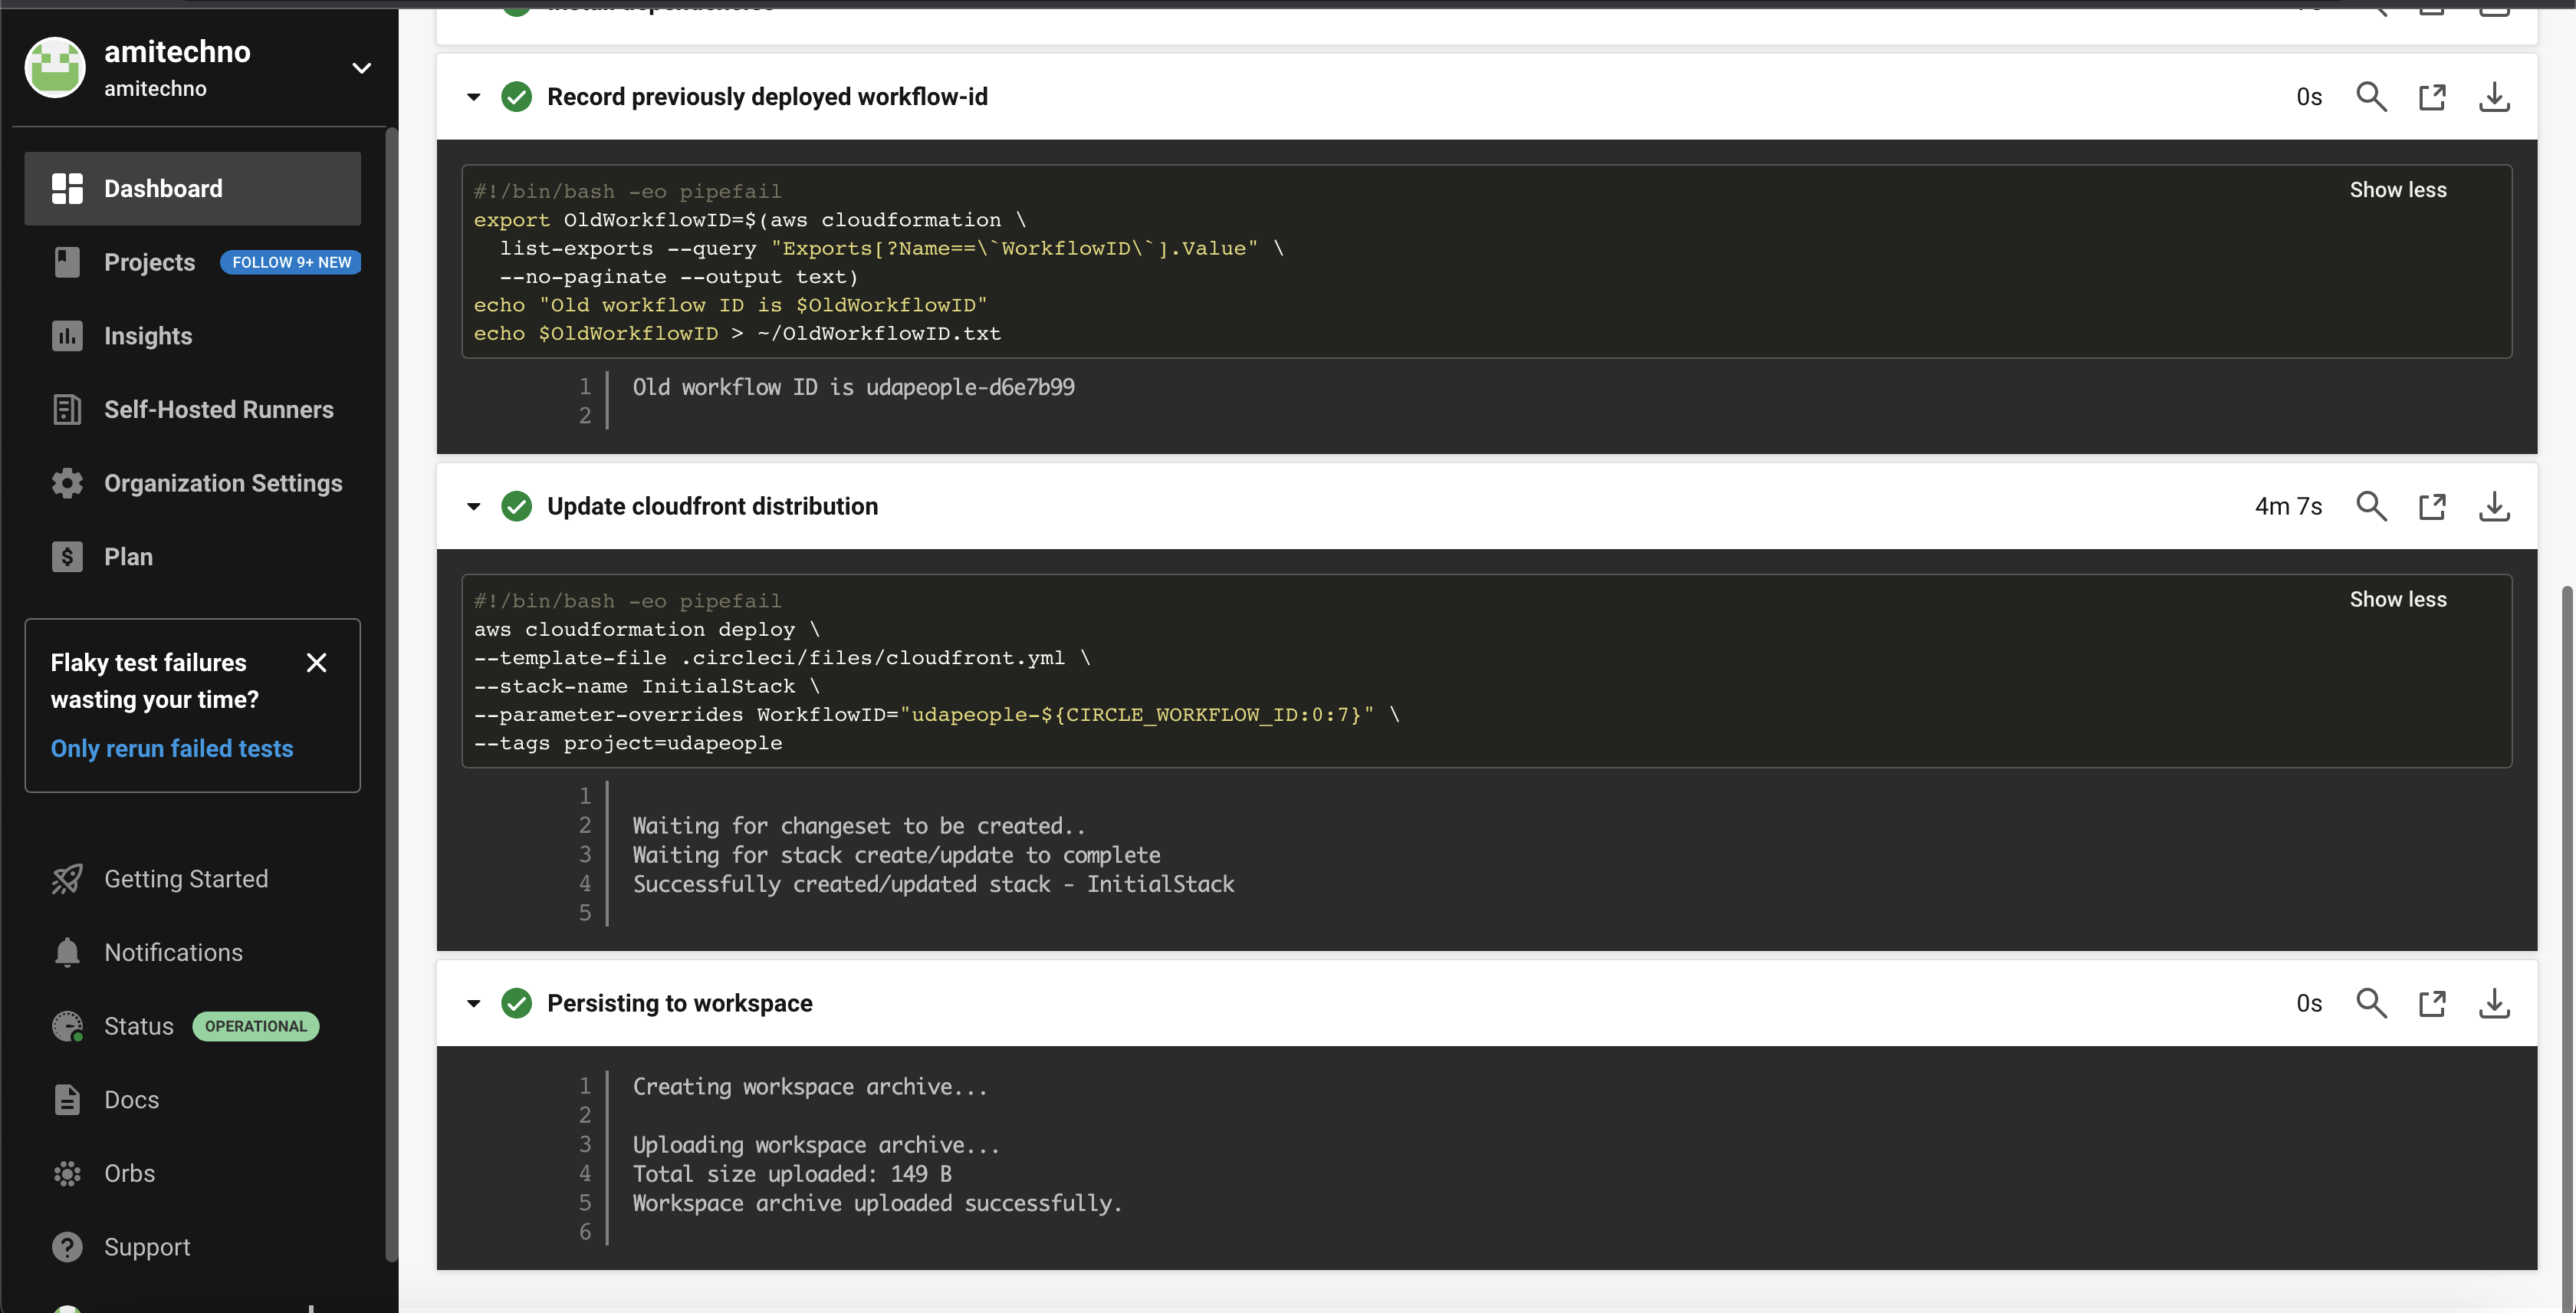 amitechno
amitechno
Dashboard
Projects FOLLOW 9+ NEW
Insights
Self-Hosted Runners
Organization Settings
Plan
Flaky test failures
wasting your time?
Only rerun failed tests
Getting Started
Notifications
Status OPERATIONAL
Docs
Orbs
Support
Record previously deployed workflow-id 0s
#!/bin/bash -eo pipefail
Show less
export OldWorkflowID=$(aws cloudformation \
list-exports --query "Exports[?Name==\`WorkflowID\`].Value" \
--no-paginate --output text)
echo "Old workflow ID is $OldWorkflowID"
echo $OldWorkflowID > ~/OldWorkflowID.txt
1 Old workflow ID is udapeople-d6e7b99
2
Update cloudfront distribution 4m 7s
#!/bin/bash -eo pipefail
Show less
aws cloudformation deploy \
--template-file .circleci/files/cloudfront.yml \
--stack-name InitialStack \
--parameter-overrides WorkflowID="udapeople-${CIRCLE_WORKFLOW_ID:0:7}" \
--tags project=udapeople
1
2 Waiting for changeset to be created..
3 Waiting for stack create/update to complete
4 Successfully created/updated stack - InitialStack
5
Persisting to workspace 0s
1 Creating workspace archive...
2
3 Uploading workspace archive...
4 Total size uploaded: 149 B
5 Workspace archive uploaded successfully.
6